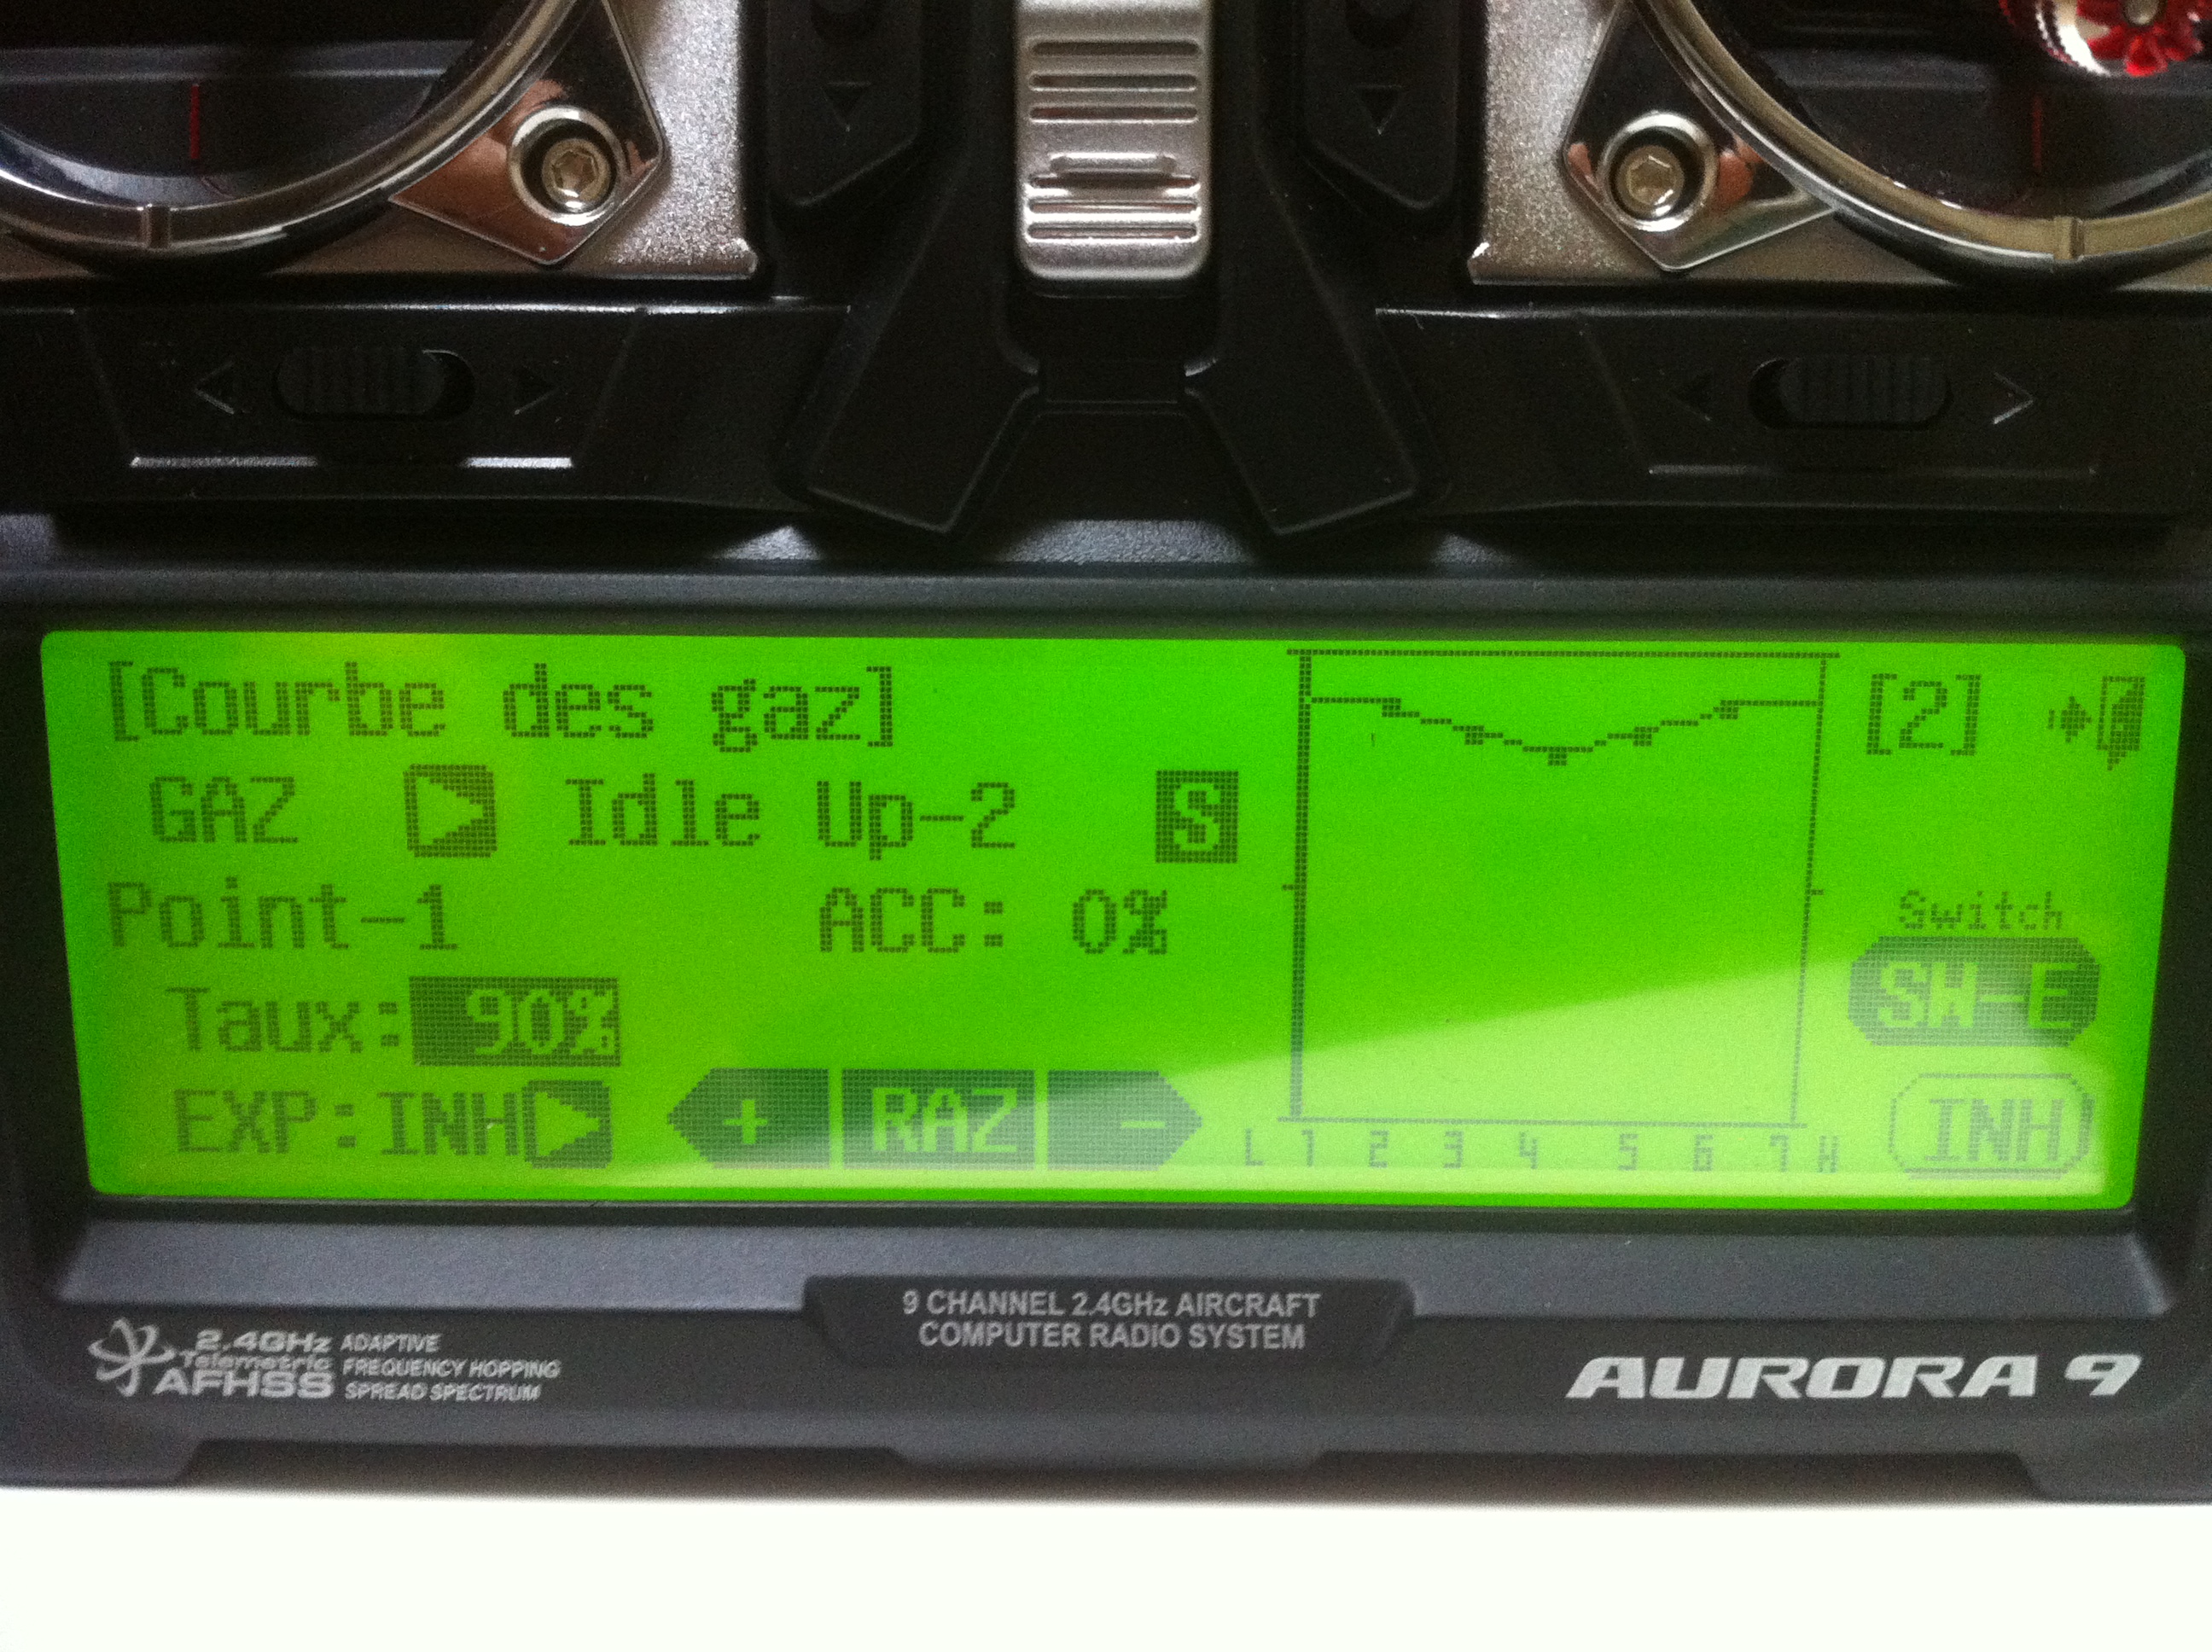 [Courbe des gaz]
[2]
GAZ Idle Up-2 S
Point-1 ACC: 0%
Switch
SW-E
Taux: 90%
EXP:INH + RAZ -
L 1 2 3 4 5 6 7 H
INH
9 CHANNEL 2.4GHz AIRCRAFT
COMPUTER RADIO SYSTEM
2.4GHz
Telemetric
AFHSS
ADAPTIVE
FREQUENCY HOPPING
SPREAD SPECTRUM
AURORA 9